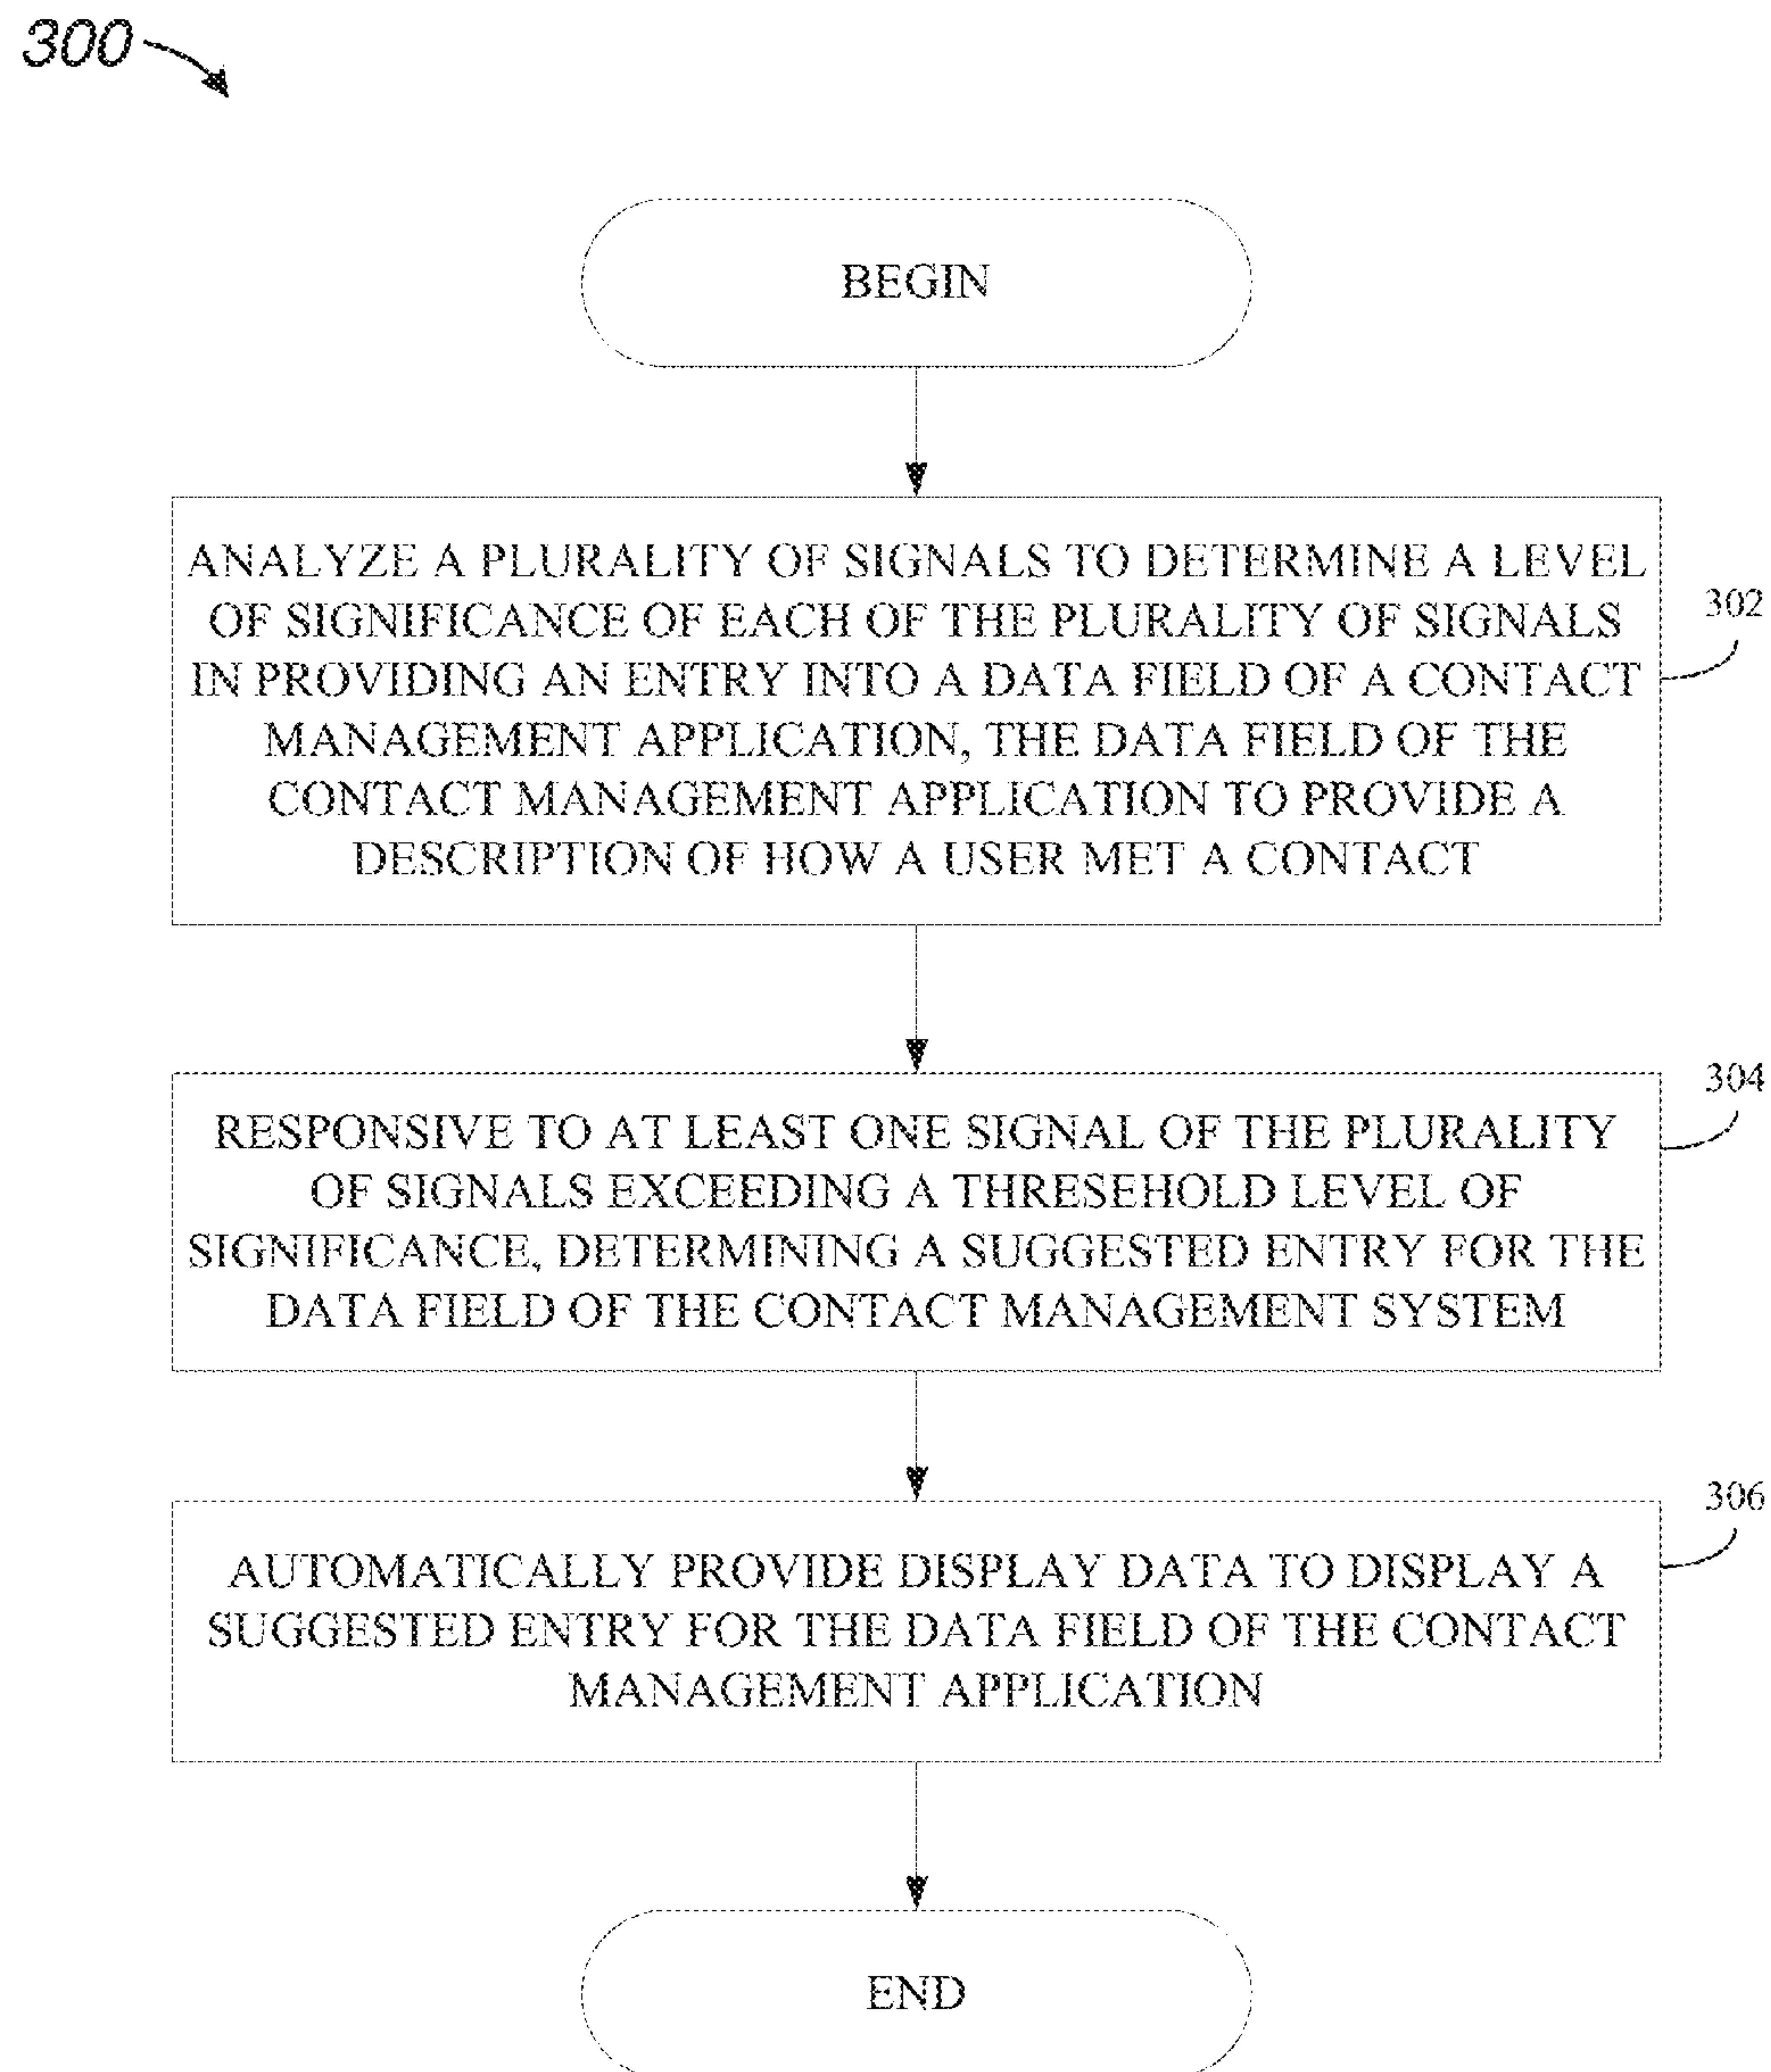 300
BEGIN
ANALYZE A PLURALITY OF SIGNALS TO DETERMINE A LEVEL
OF SIGNIFICANCE OF EACH OF THE PLURALITY OF SIGNALS
IN PROVIDING AN ENTRY INTO A DATA FIELD OF A CONTACT
MANAGEMENT APPLICATION, THE DATA FIELD OF THE
CONTACT MANAGEMENT APPLICATION TO PROVIDE A
DESCRIPTION OF HOW A USER MET A CONTACT
302
RESPONSIVE TO AT LEAST ONE SIGNAL OF THE PLURALITY
OF SIGNALS EXCEEDING A THRESEHOLD LEVEL OF
SIGNIFICANCE, DETERMINING A SUGGESTED ENTRY FOR THE
DATA FIELD OF THE CONTACT MANAGEMENT SYSTEM
304
AUTOMATICALLY PROVIDE DISPLAY DATA TO DISPLAY A
SUGGESTED ENTRY FOR THE DATA FIELD OF THE CONTACT
MANAGEMENT APPLICATION
306
END